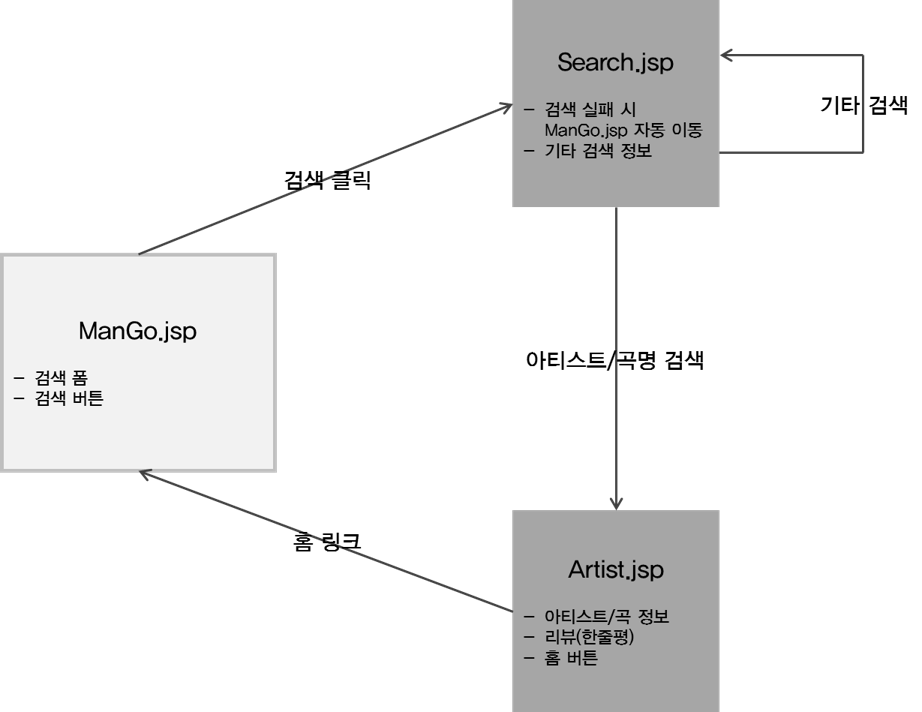 Search.jsp
- 검색 실패 시
ManGo.jsp 자동 이동
- 기타 검색 정보
기타 검색
검색 클릭
ManGo.jsp
- 검색 폼
- 검색 버튼
아티스트/곡명 검색
홈 링크
Artist.jsp
- 아티스트/곡 정보
- 리뷰(한줄평)
- 홈 버튼